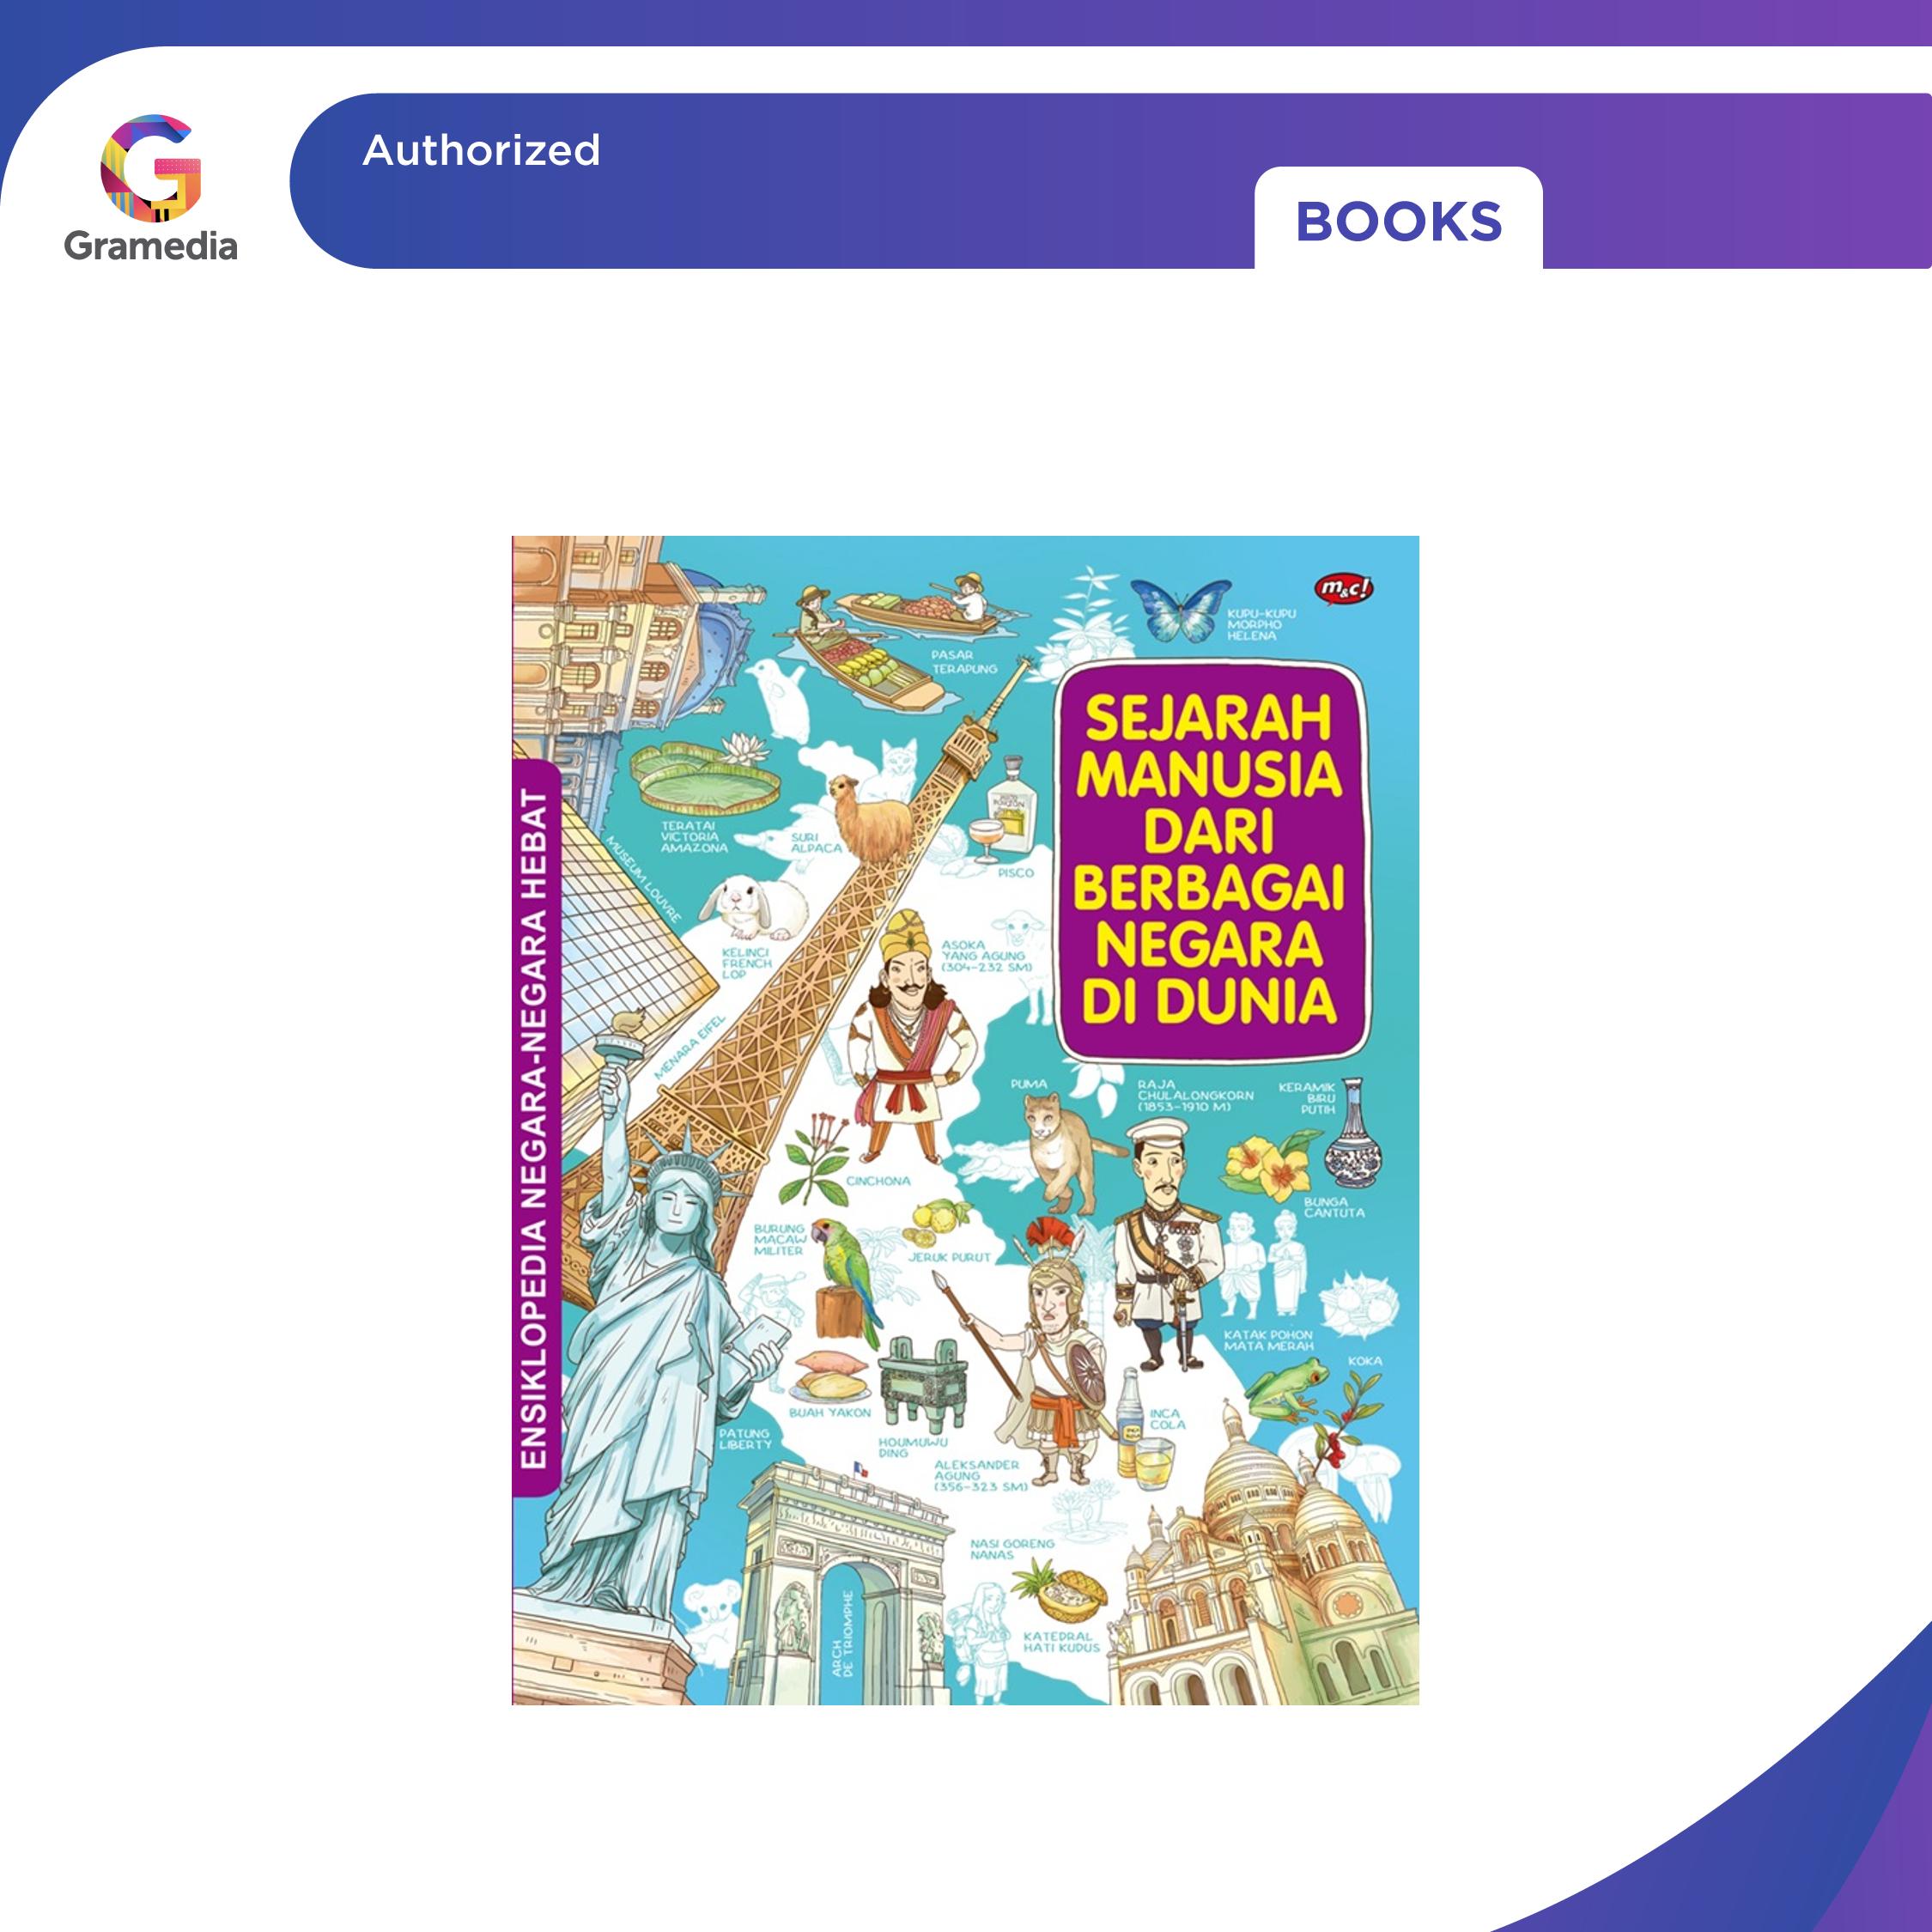 Gramedia
Authorized
BOOKS
m&c!
KUPU-KUPU
MORPHO
HELENA
PASAR
TERAPUNG
SEJARAH
MANUSIA
DARI
BERBAGAI
NEGARA
DI DUNIA
ENSIKLOPEDIA NEGARA-NEGARA HEBAT
TERATAI
VICTORIA
AMAZONA
SURI
ALPACA
PISCO
MUSEUM LOUVRE
KELINCI
FRENCH
LOP
ASOKA
YANG AGUNG
(304-232 SM)
MENARA EIFEL
PUMA
RAJA
CHULALONGKORN
(1853-1910 M)
KERAMIK
BIRU
PUTIH
CINCHONA
BUNGA
CANTUTA
BURUNG
MACAW
MILITER
JERUK PURUT
KATAK POHON
MATA MERAH
KOKA
BUAH YAKON
INCA
COLA
PATUNG
LIBERTY
HOUMUWU
DING
ALEKSANDER
AGUNG
(356-323 SM)
NASI GORENG
NANAS
ARCH
DE TRIOMPHE
KATEDRAL
HATI KUDUS